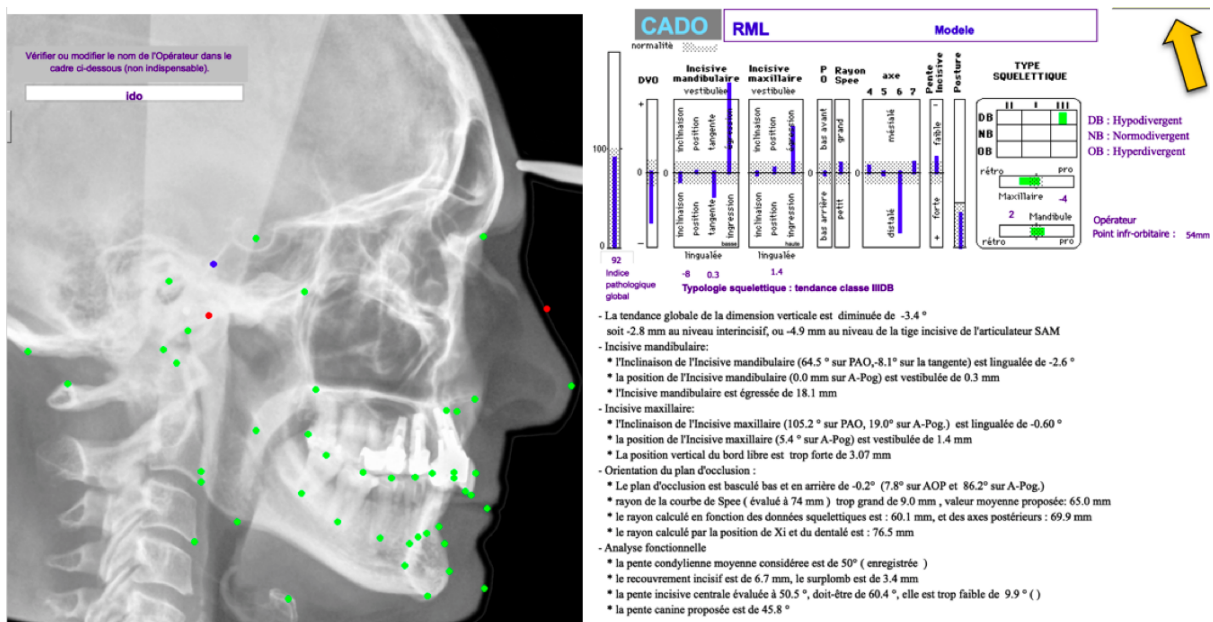 Vérifier ou modifier le nom de l'Opérateur dans le
cadre ci-dessous (non indispensable).
ido
CADO
RML
Modele
normalité
DVO
Incisive
mandibulaire
vestibulèe
Incisive
maxillaire
vestibulèe
P
O
Rayon
Spee
axe
4 5 6 7
Pente
Incisive
Posture
TYPE
SQUELETTIQUE
inclinaison
position
tangente
égression
inclinaison
position
égression
bas avant
grand
mésialé
faible
-
+
100
0
0
0
0
0
-
inclinaison
position
tangente
ingression
basse
lingualée
inclinaison
position
ingression
haute
lingualée
bas arrière
petit
distalé
forte
+
II I III
DB
NB
OB
DB : Hypodivergent
NB : Normodivergent
OB : Hyperdivergent
rétro
pro
Maxillaire
-4
2
Mandibule
rétro
pro
Opérateur
Point infr-orbitaire : 54mm
92
Indice
pathologique
global
-8
0.3
1.4
Typologie squelettique : tendance classe IIIDB
- La tendance globale de la dimension verticale est diminuée de -3.4 °
soit -2.8 mm au niveau interincisif, ou -4.9 mm au niveau de la tige incisive de l'articulateur SAM
- Incisive mandibulaire:
* l'Inclinaison de l'Incisive mandibulaire (64.5 ° sur PAO,-8.1° sur la tangente) est lingualée de -2.6 °
* la position de l'Incisive mandibulaire (0.0 mm sur A-Pog) est vestibulée de 0.3 mm
* l'Incisive mandibulaire est égressée de 18.1 mm
- Incisive maxillaire:
* l'Inclinaison de l'Incisive maxillaire (105.2 ° sur PAO, 19.0° sur A-Pog.) est lingualée de -0.60 °
* la position de l'Incisive maxillaire (5.4 ° sur A-Pog) est vestibulée de 1.4 mm
* La position vertical du bord libre est trop forte de 3.07 mm
- Orientation du plan d'occlusion :
* Le plan d'occlusion est basculé bas et en arrière de -0.2° (7.8° sur AOP et 86.2° sur A-Pog.)
* rayon de la courbe de Spee ( évalué à 74 mm ) trop grand de 9.0 mm , valeur moyenne proposée: 65.0 mm
* le rayon calculé en fonction des données squelettiques est : 60.1 mm, et des axes postérieurs : 69.9 mm
* le rayon calculé par la position de Xi et du dentalé est : 76.5 mm
- Analyse fonctionnelle
* la pente condylienne moyenne considérée est de 50° ( enregistrée )
* le recouvrement incisif est de 6.7 mm, le surplomb est de 3.4 mm
* la pente incisive centrale évaluée à 50.5 °, doit-être de 60.4 °, elle est trop faible de 9.9 ° ( )
* la pente canine proposée est de 45.8 °